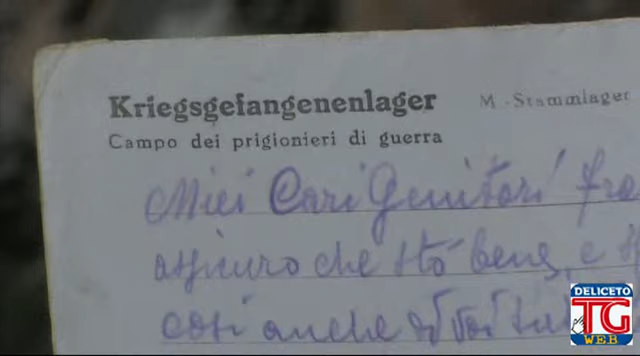 Kriegsgefangenenlager M.-Stammlager
Campo dei prigionieri di guerra
Miei Cari Genitori
assicuro che stò bene, e
così anche di voi
DELICETO
TG
WEB